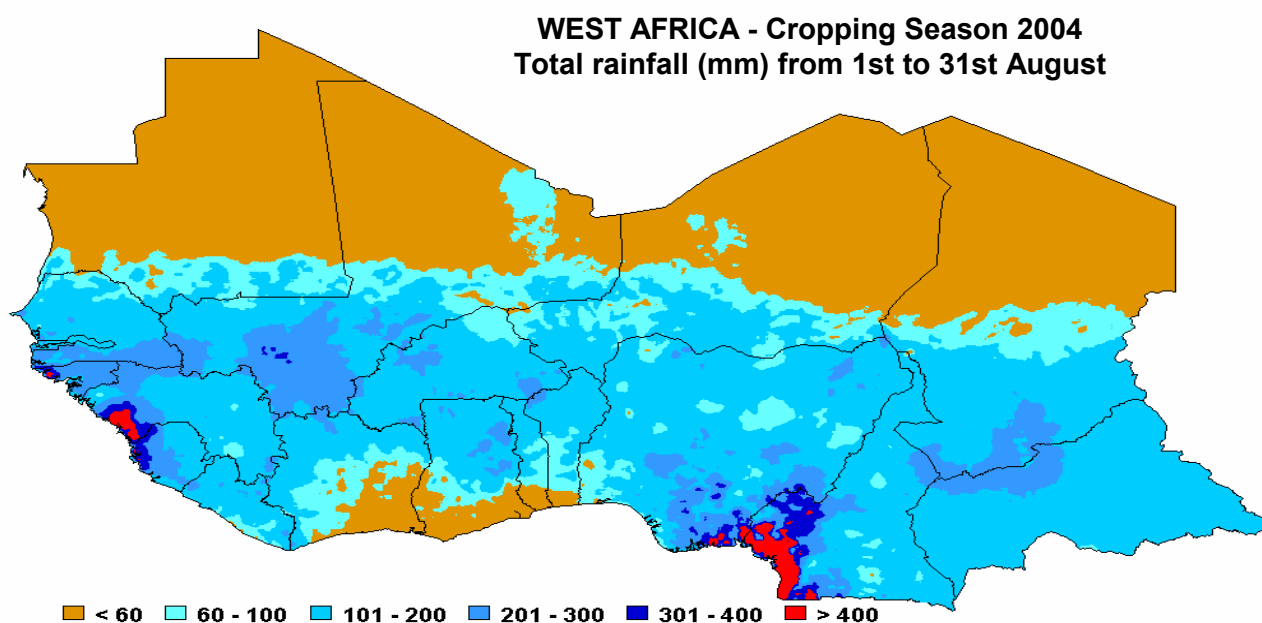 WEST AFRICA - Cropping Season 2004
Total rainfall (mm) from 1st to 31st August
< 60 60 - 100 101 - 200 201 - 300 301 - 400 > 400